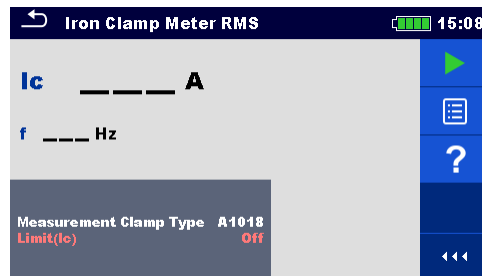 Iron Clamp Meter RMS 15:08
Ic ___ A
f ___ Hz
?
Measurement Clamp Type A1018
Limit(Ic) Off